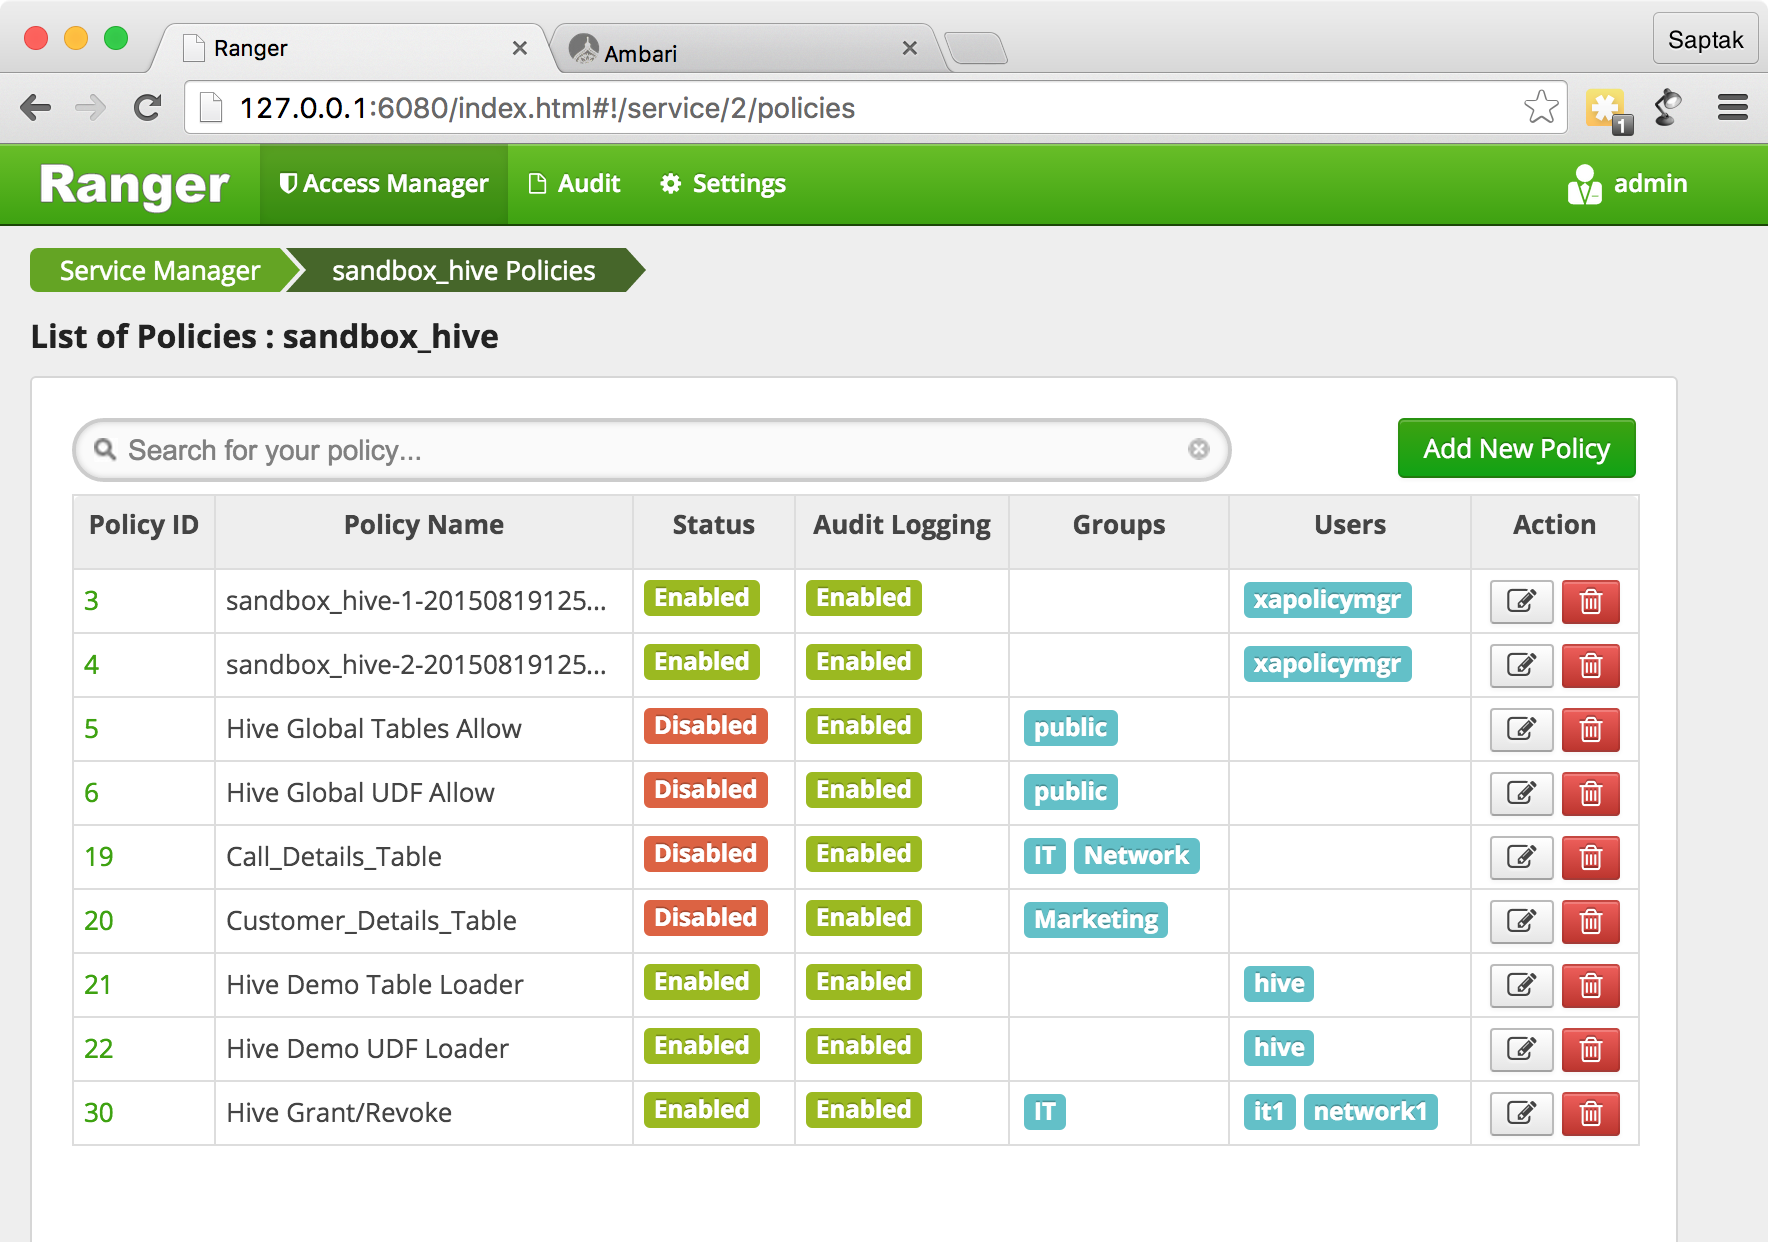 Ranger
Ambari
Saptak
127.0.0.1:6080/index.html#!/service/2/policies
1
Ranger Access Manager Audit Settings admin
Service Manager sandbox_hive Policies
List of Policies : sandbox_hive
Search for your policy... Add New Policy
Policy ID Policy Name Status Audit Logging Groups Users Action
3 sandbox_hive-1-20150819125... Enabled Enabled xapolicymgr
4 sandbox_hive-2-20150819125... Enabled Enabled xapolicymgr
5 Hive Global Tables Allow Disabled Enabled public
6 Hive Global UDF Allow Disabled Enabled public
19 Call_Details_Table Disabled Enabled IT Network
20 Customer_Details_Table Disabled Enabled Marketing
21 Hive Demo Table Loader Enabled Enabled hive
22 Hive Demo UDF Loader Enabled Enabled hive
30 Hive Grant/Revoke Enabled Enabled IT it1 network1